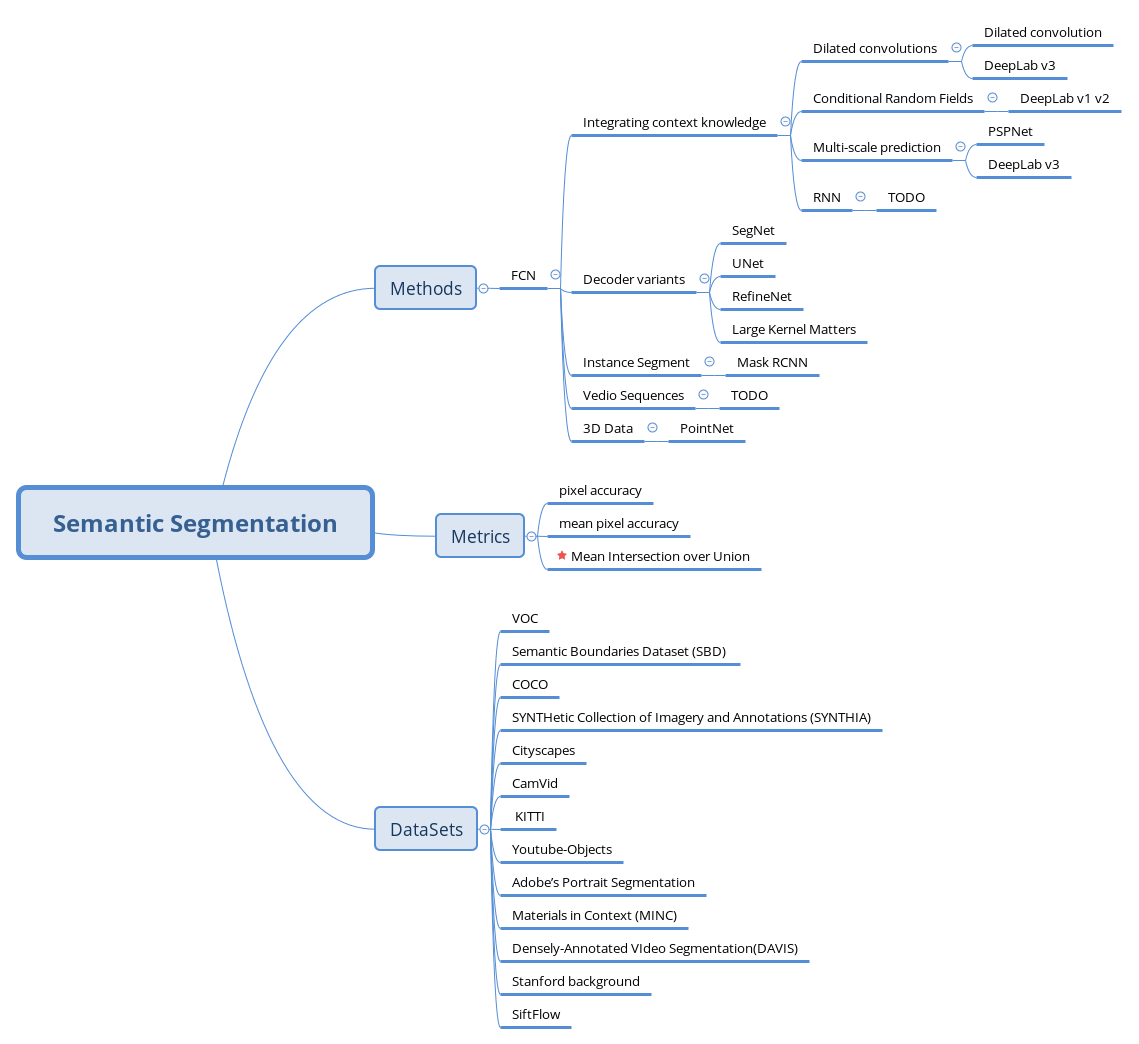 Semantic Segmentation
Methods
FCN
Integrating context knowledge
Dilated convolutions
Dilated convolution
DeepLab v3
Conditional Random Fields
DeepLab v1 v2
Multi-scale prediction
PSPNet
DeepLab v3
RNN
TODO
Decoder variants
SegNet
UNet
RefineNet
Large Kernel Matters
Instance Segment
Mask RCNN
Vedio Sequences
TODO
3D Data
PointNet
Metrics
pixel accuracy
mean pixel accuracy
Mean Intersection over Union
DataSets
VOC
Semantic Boundaries Dataset (SBD)
COCO
SYNTHetic Collection of Imagery and Annotations (SYNTHIA)
Cityscapes
CamVid
KITTI
Youtube-Objects
Adobe’s Portrait Segmentation
Materials in Context (MINC)
Densely-Annotated VIdeo Segmentation(DAVIS)
Stanford background
SiftFlow